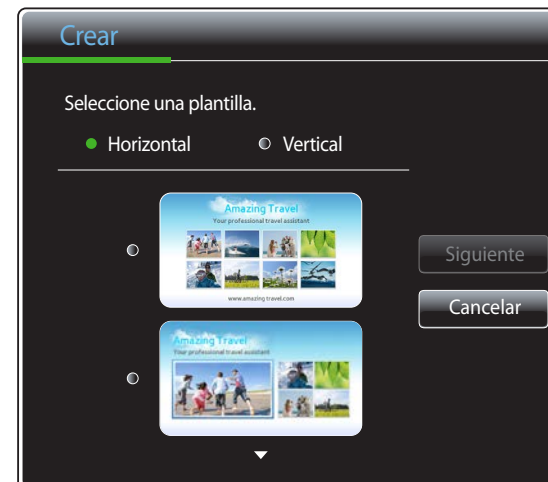 Crear
Seleccione una plantilla.
Horizontal Vertical
Amazing Travel
Your professional travel assistant
www.amazing travel.com
Siguiente
Cancelar
Amazing Travel
Your professional travel assistant